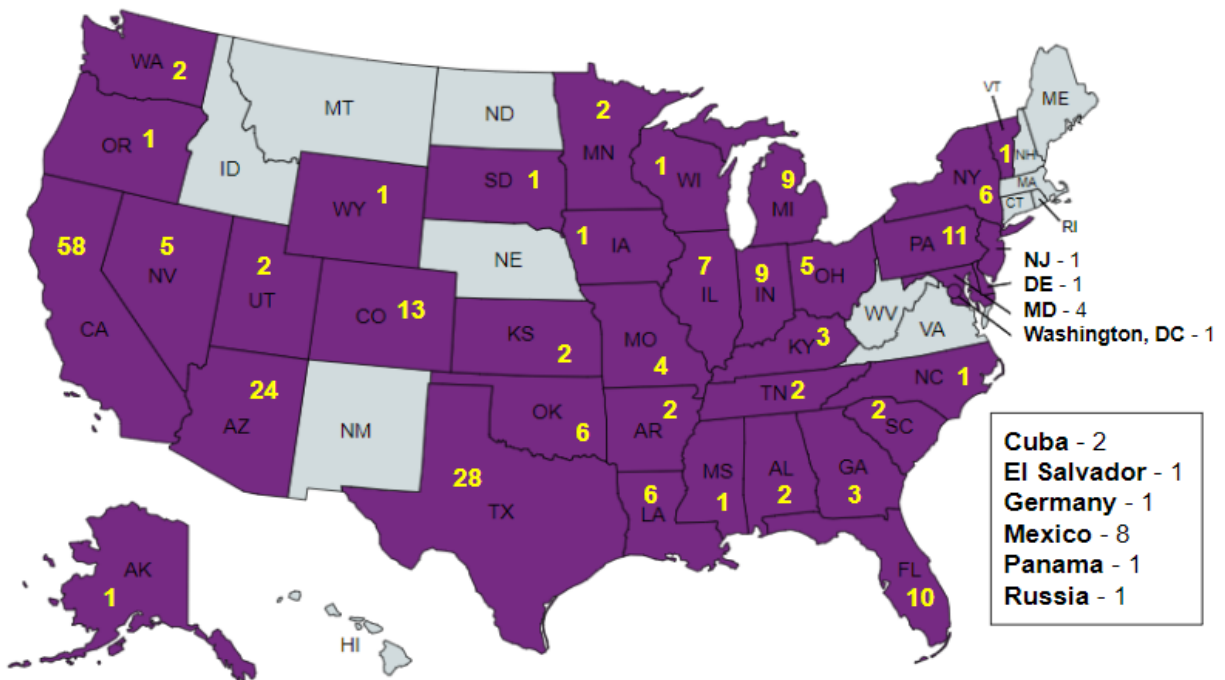 WA 2
MT
ND
OR 1
ID
WY 1
SD 1
MN 2
WI 1
MI 9
VT 1
NH
ME
NY 6
MA
CT
RI
CA 58
NV 5
UT 2
CO 13
NE
IA 1
IL 7
IN 9
OH 5
PA 11
NJ - 1
DE - 1
MD - 4
Washington, DC - 1
WV
VA
KS 2
MO 4
KY 3
AZ 24
NM
OK 6
AR 2
TN 2
NC 1
SC 2
TX 28
LA 6
MS 1
AL 2
GA 3
FL 10
AK 1
HI
Cuba - 2
El Salvador - 1
Germany - 1
Mexico - 8
Panama - 1
Russia - 1